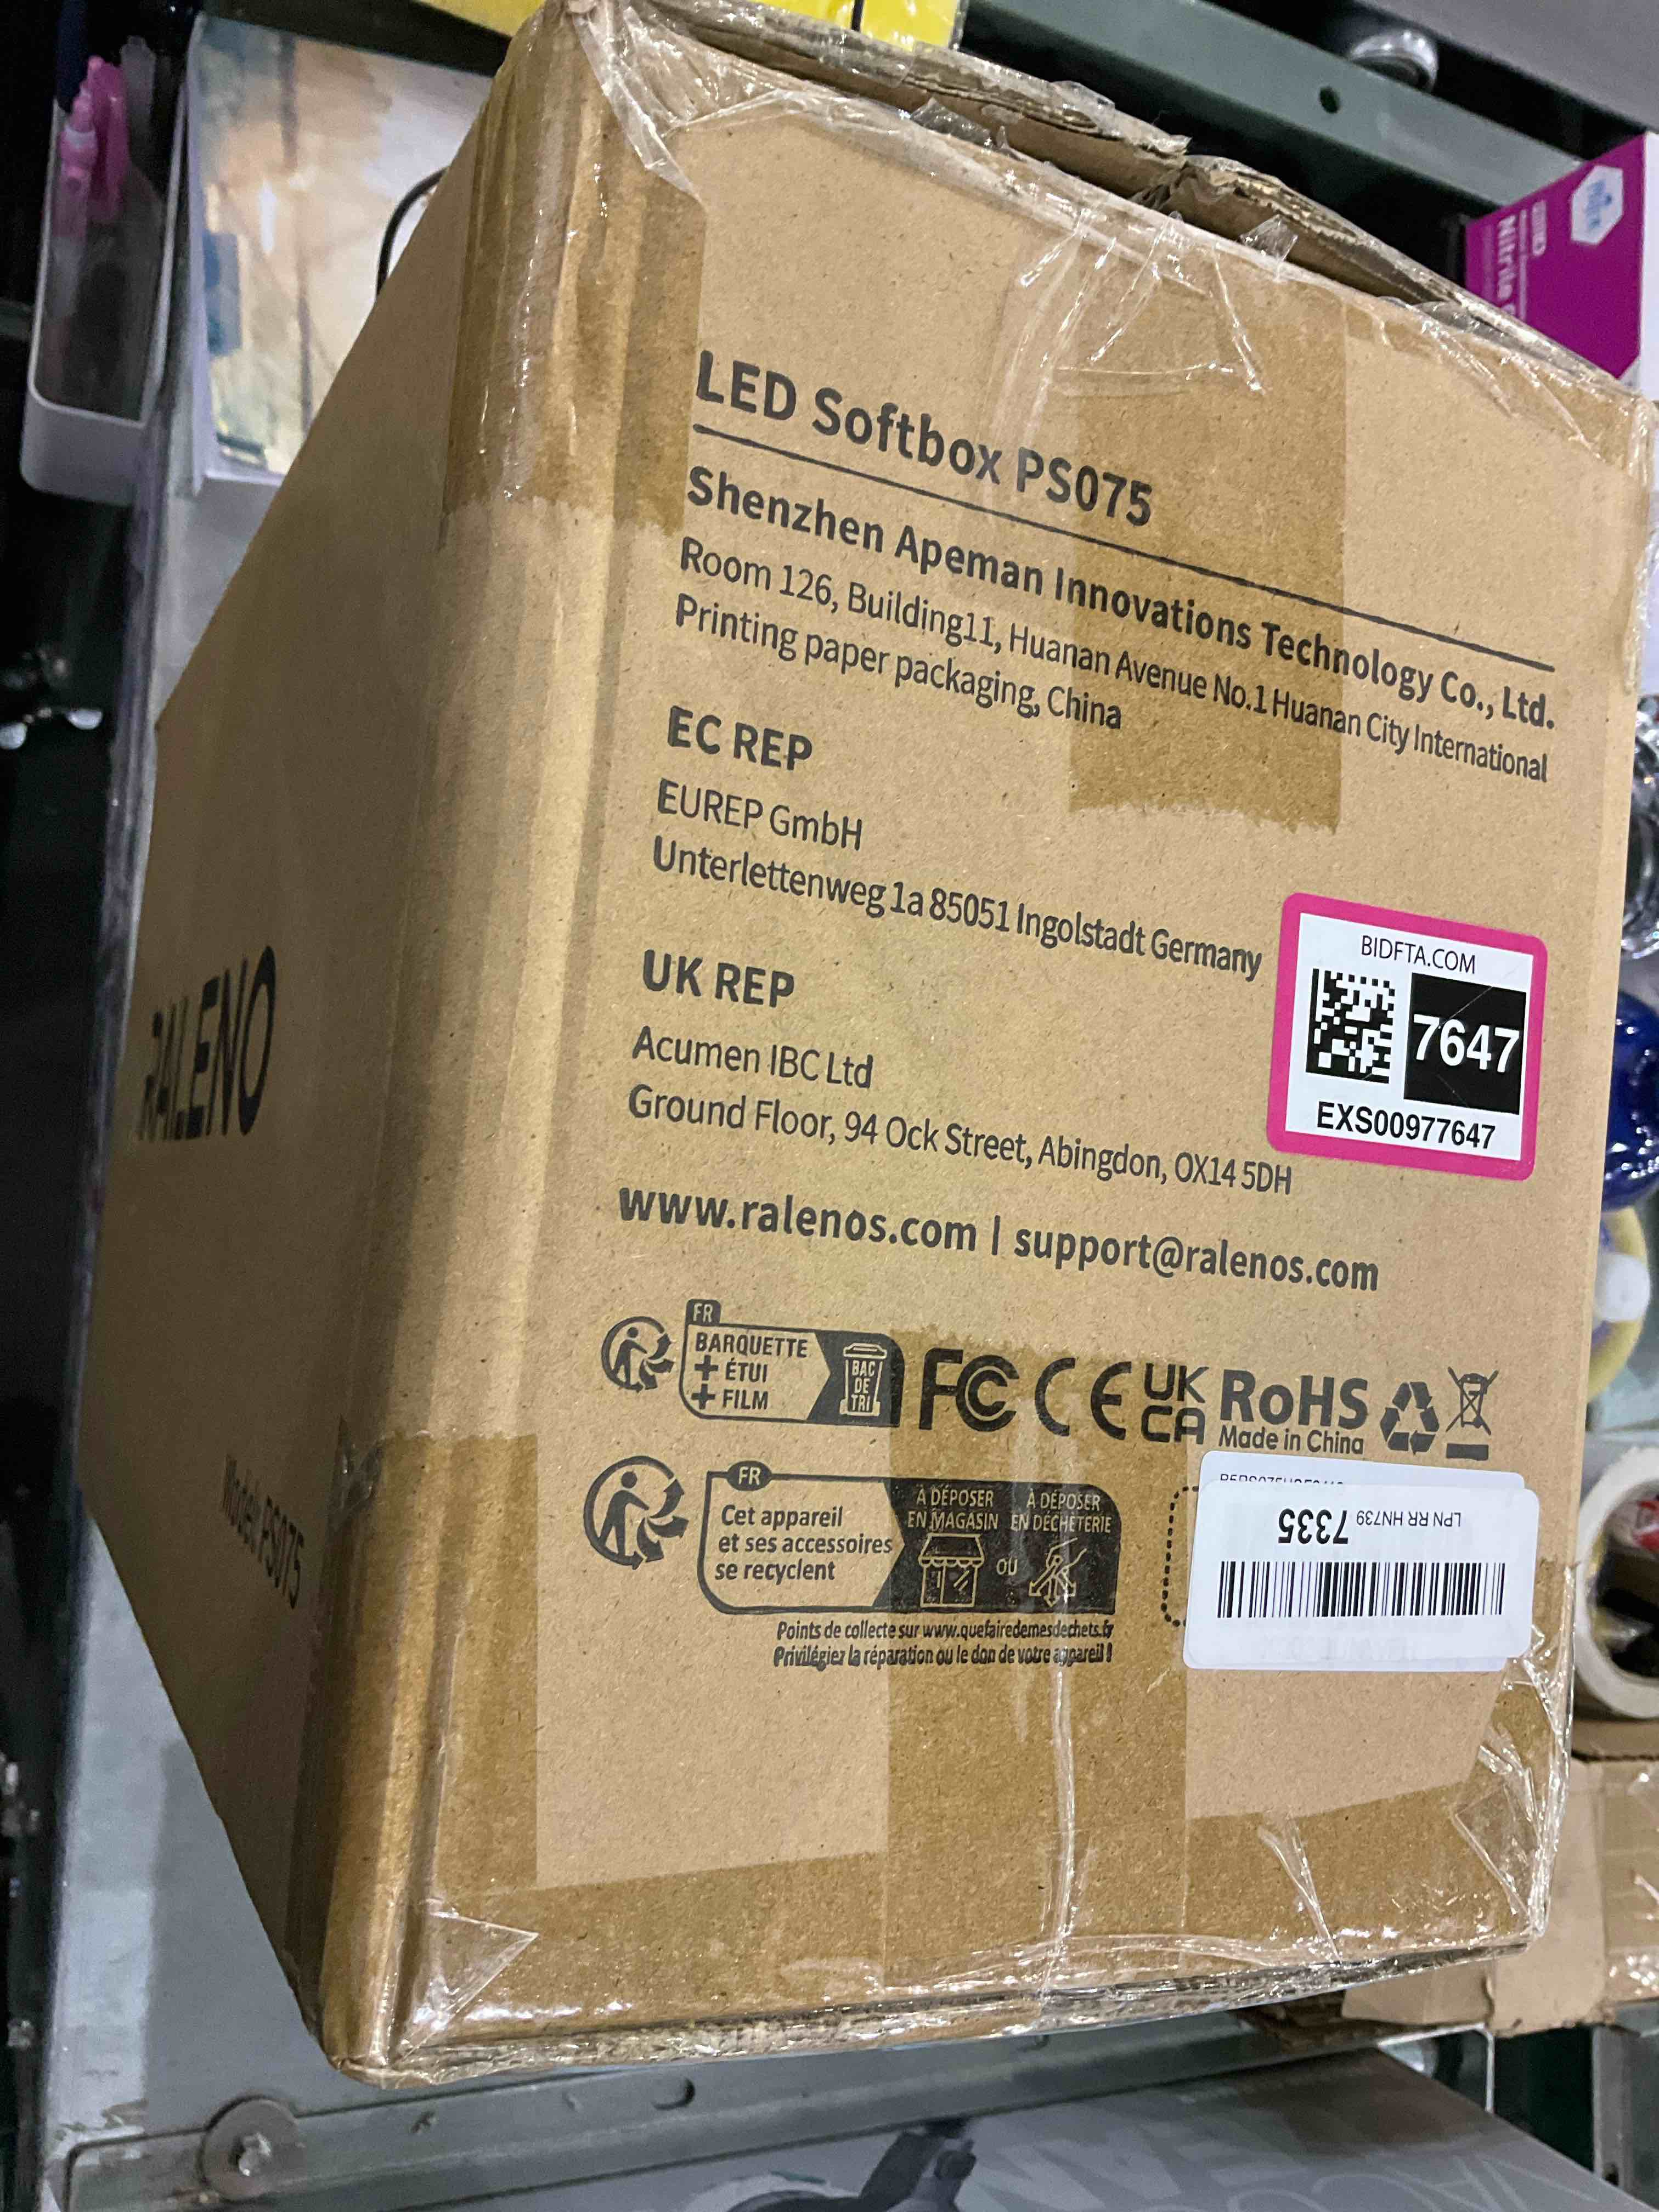 LED Softbox PS075
Shenzhen Apeman Innovations Technology Co., Ltd.
Room 126, Building11, Huanan Avenue No.1 Huanan City International
Printing paper packaging, China
EC REP
EUREP GmbH
Unterlettenweg 1a 85051 Ingolstadt Germany
UK REP
Acumen IBC Ltd
Ground Floor, 94 Ock Street, Abingdon, OX14 5DH
www.ralenos.com | support@ralenos.com
BIDFTA.COM
7647
EXS00977647
FR
BARQUETTE
+ ÉTUI
+ FILM
BAC
DE
TRI
FC CE UK
CA
RoHS
Made in China
FR
Cet appareil
et ses accessoires
se recyclent
À DÉPOSER
EN MAGASIN
OU
À DÉPOSER
EN DÉCHÈTERIE
Points de collecte sur www.quefairedemesdechets.fr
Privilégiez la réparation ou le don de votre appareil !
LPN RR HN739
7335
RALENO
Model: PS075
Nitrile